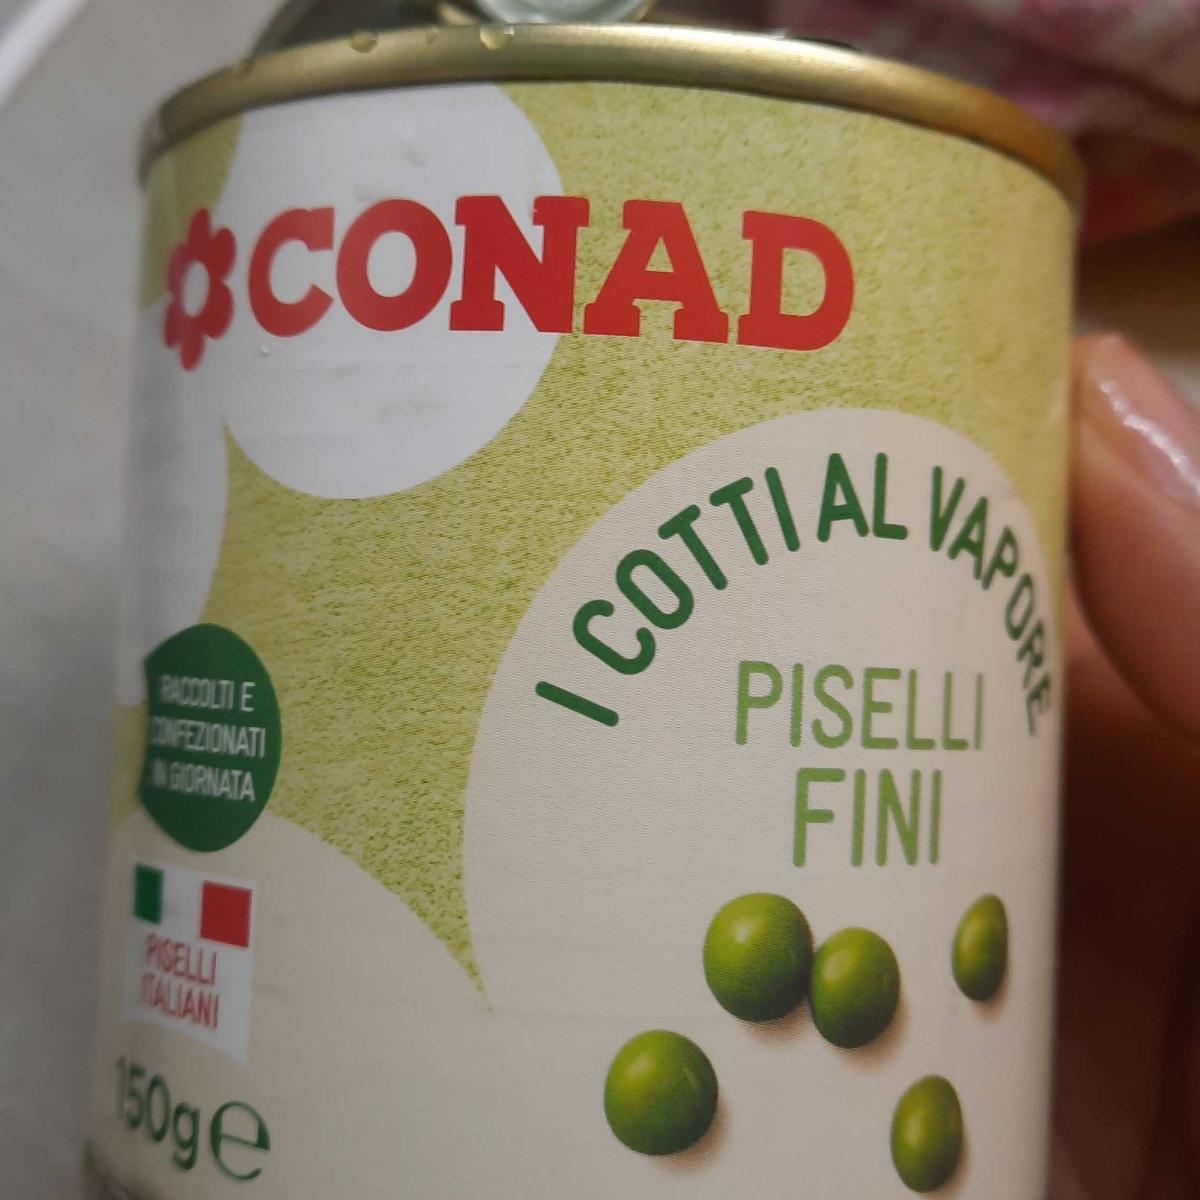 CONAD
I COTTI AL VAPORE
PISELLI
FINI
RACCOLTI E
CONFEZIONATI
IN GIORNATA
PISELLI
ITALIANI
150g e